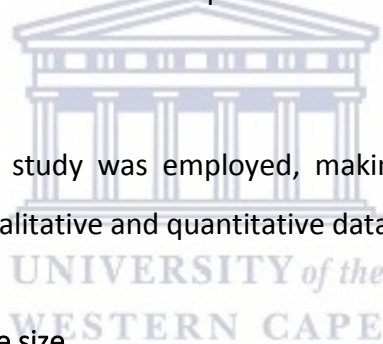 study was employed, makin
alitative and quantitative data
UNIVERSITY of the
WESTERN CAPE
e size